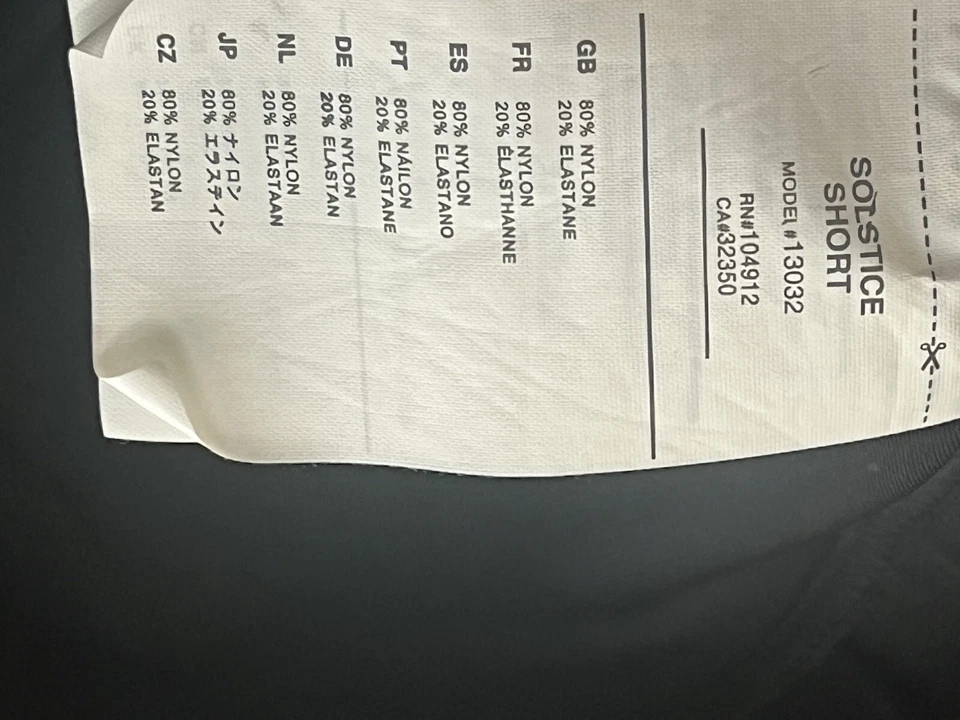 SOLSTICE
SHORT
MODEL #13032
RN#104912
CA#32350
GB 80% NYLON
20% ELASTANE
FR 80% NYLON
20% ÉLASTHANNE
ES 80% NYLON
20% ELASTANO
PT 80% NÁILON
20% ELASTANE
DE 80% NYLON
20% ELASTAN
NL 80% NYLON
20% ELASTAAN
JP 80% ナイロン
20% エラステイン
CZ 80% NYLON
20% ELASTAN